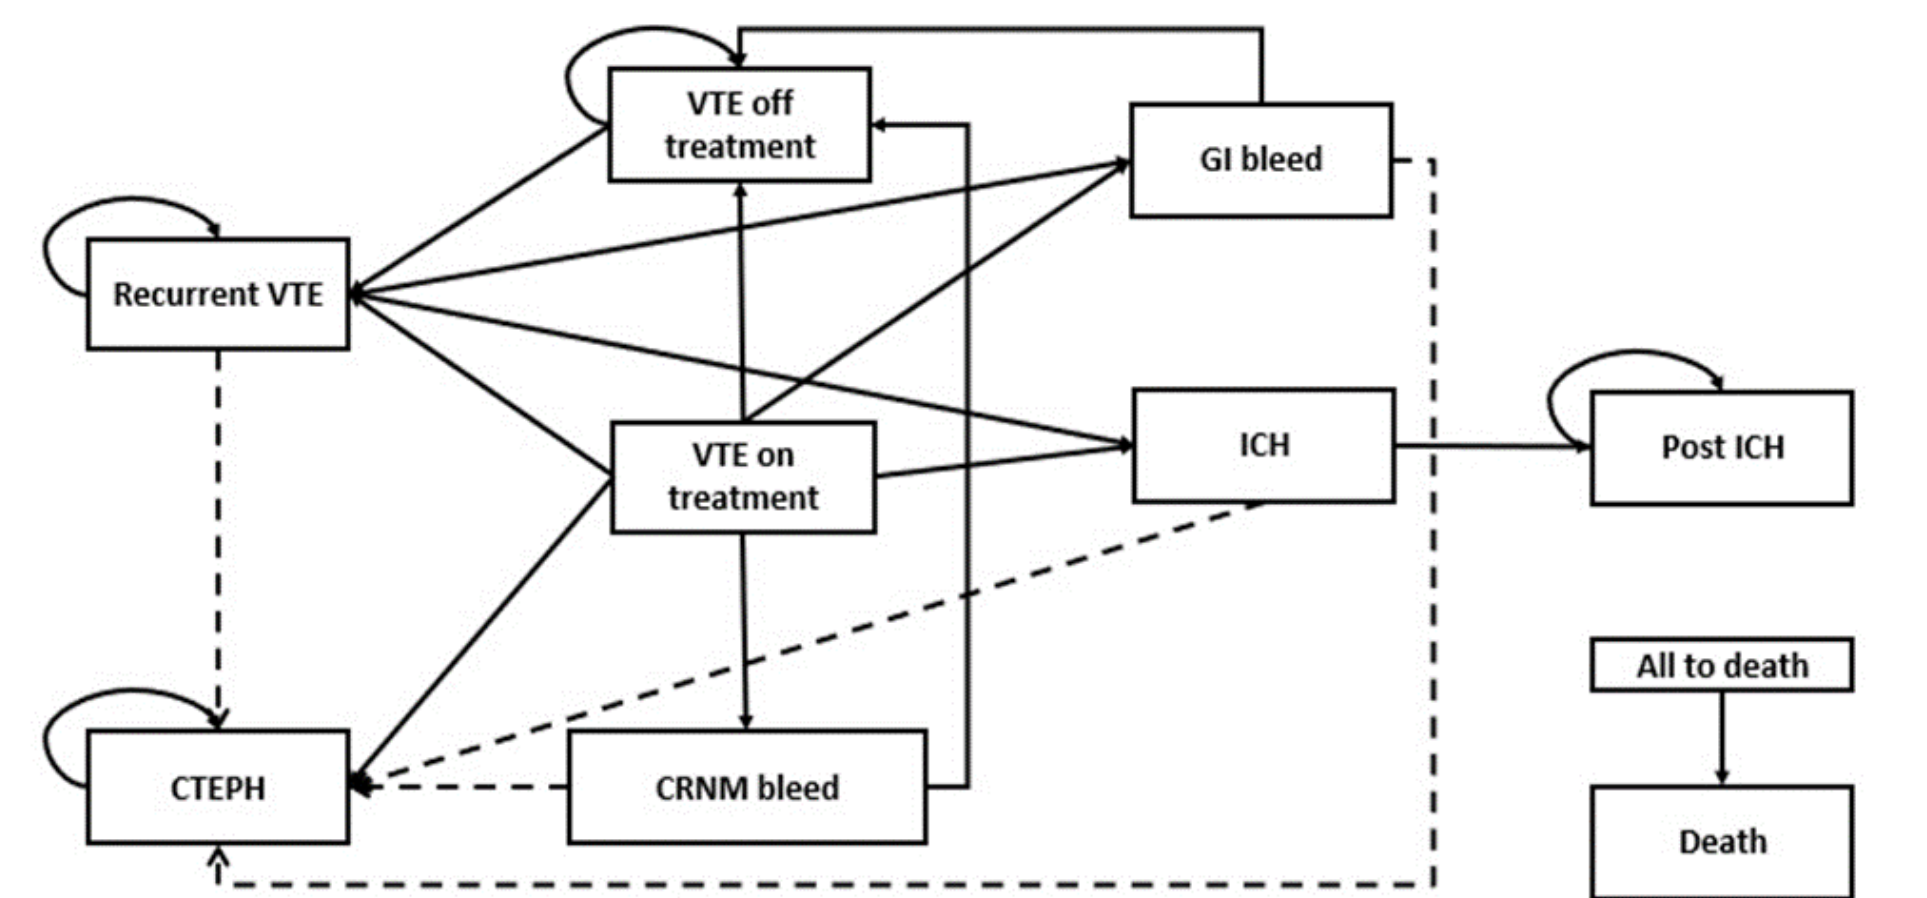 VTE off
treatment
GI bleed
Recurrent VTE
VTE on
treatment
ICH
Post ICH
All to death
CTEPH
CRNM bleed
Death